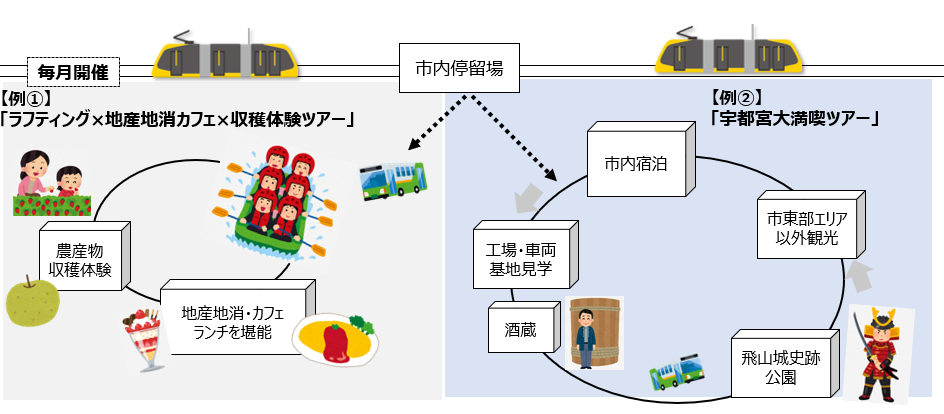 毎月開催
市内停留場
【例①】
「ラフティング×地産地消カフェ×収穫体験ツアー」
農産物
収穫体験
地産地消・カフェ
ランチを堪能
【例②】
「宇都宮大満喫ツアー」
市内宿泊
工場・車両
基地見学
酒蔵
飛山城史跡
公園
市東部エリア
以外観光